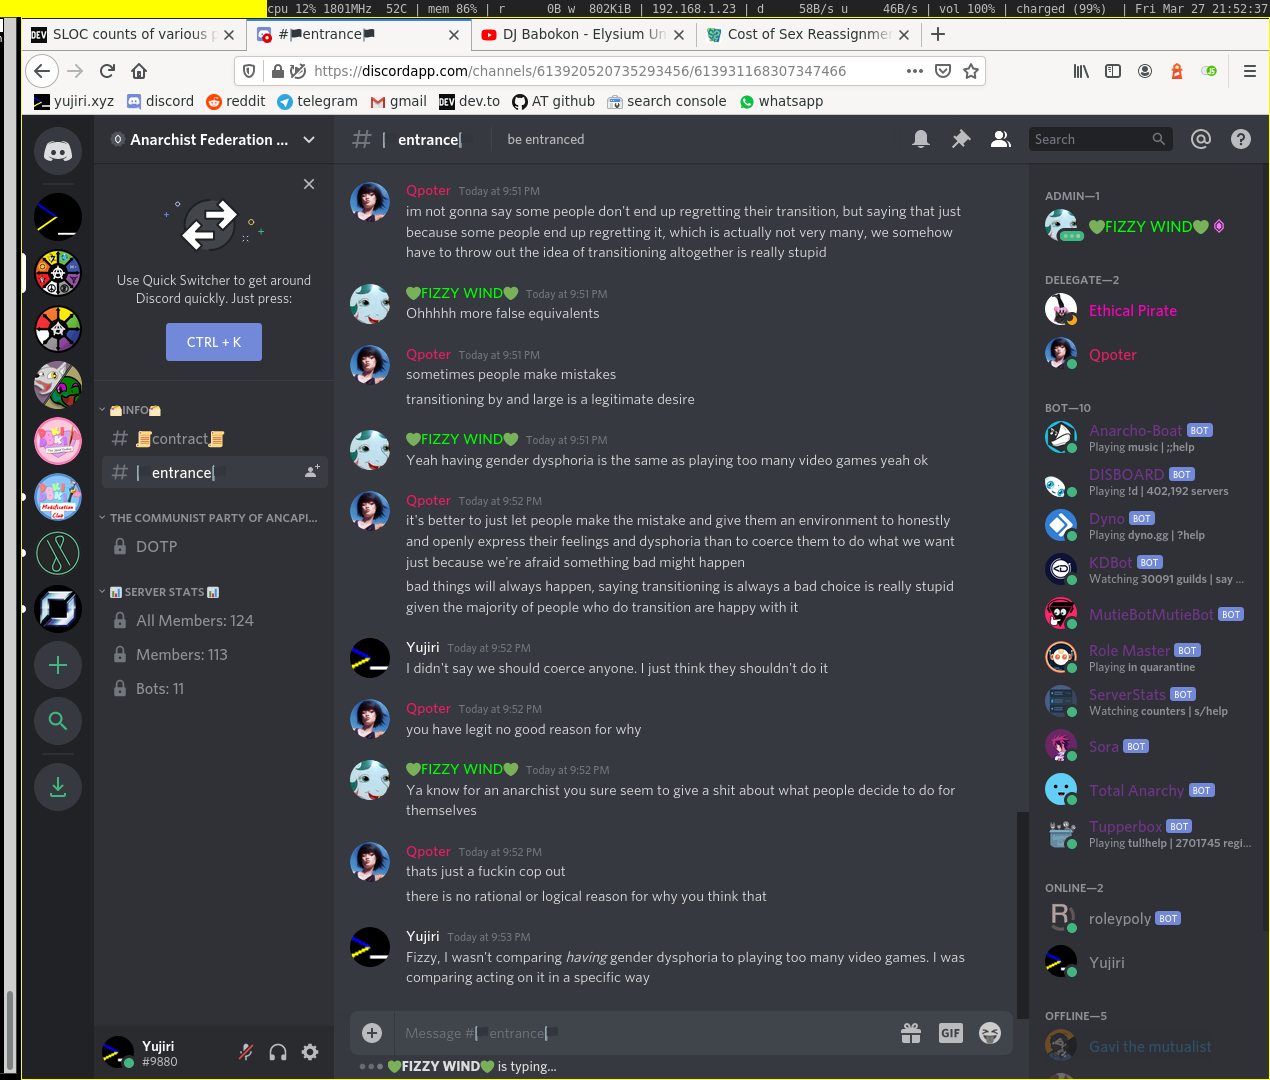 cpu 12% 1801MHz 52C | mem 86% | r 0B w 802KiB | 192.168.1.23 | d 58B/s u 46B/s | vol 100% | charged (99%) | Fri Mar 27 21:52:37
SLOC counts of various p
#🏴entrance🏴
DJ Babokon - Elysium Un
Cost of Sex Reassignme
https://discordapp.com/channels/613920520735293456/613931168307347466
yujiri.xyz
discord
reddit
telegram
gmail
dev.to
AT github
search console
whatsapp
Anarchist Federation ...
# entrance
be entranced
Search
Use Quick Switcher to get around
Discord quickly. Just press:
CTRL + K
INFO
# 📜contract📜
# entrance
THE COMMUNIST PARTY OF ANCAPI...
DOTP
📊 SERVER STATS 📊
All Members: 124
Members: 113
Bots: 11
Yujiri
#9880
Qpoter Today at 9:51 PM
im not gonna say some people don't end up regretting their transition, but saying that just
because some people end up regretting it, which is actually not very many, we somehow
have to throw out the idea of transitioning altogether is really stupid
💚FIZZY WIND💚 Today at 9:51 PM
Ohhhhh more false equivalents
Qpoter Today at 9:51 PM
sometimes people make mistakes
transitioning by and large is a legitimate desire
💚FIZZY WIND💚 Today at 9:51 PM
Yeah having gender dysphoria is the same as playing too many video games yeah ok
Qpoter Today at 9:52 PM
it's better to just let people make the mistake and give them an environment to honestly
and openly express their feelings and dysphoria than to coerce them to do what we want
just because we're afraid something bad might happen
bad things will always happen, saying transitioning is always a bad choice is really stupid
given the majority of people who do transition are happy with it
Yujiri Today at 9:52 PM
I didn't say we should coerce anyone. I just think they shouldn't do it
Qpoter Today at 9:52 PM
you have legit no good reason for why
💚FIZZY WIND💚 Today at 9:52 PM
Ya know for an anarchist you sure seem to give a shit about what people decide to do for
themselves
Qpoter Today at 9:52 PM
thats just a fuckin cop out
there is no rational or logical reason for why you think that
Yujiri Today at 9:53 PM
Fizzy, I wasn't comparing having gender dysphoria to playing too many video games. I was
comparing acting on it in a specific way
Message # entrance
GIF
💚FIZZY WIND💚 is typing...
ADMIN—1
💚FIZZY WIND💚
DELEGATE—2
Ethical Pirate
Qpoter
BOT—10
Anarcho-Boat BOT
Playing music | ;;help
DISBOARD BOT
Playing !d | 402,192 servers
Dyno BOT
Playing dyno.gg | ?help
KDBot BOT
Watching 30091 guilds | say ...
MutieBotMutieBot BOT
Role Master BOT
Playing in quarantine
ServerStats BOT
Watching counters | s/help
Sora BOT
Total Anarchy BOT
Tupperbox BOT
Playing tul!help | 2701745 regi...
ONLINE—2
roleypoly BOT
Yujiri
OFFLINE—5
Gavi the mutualist